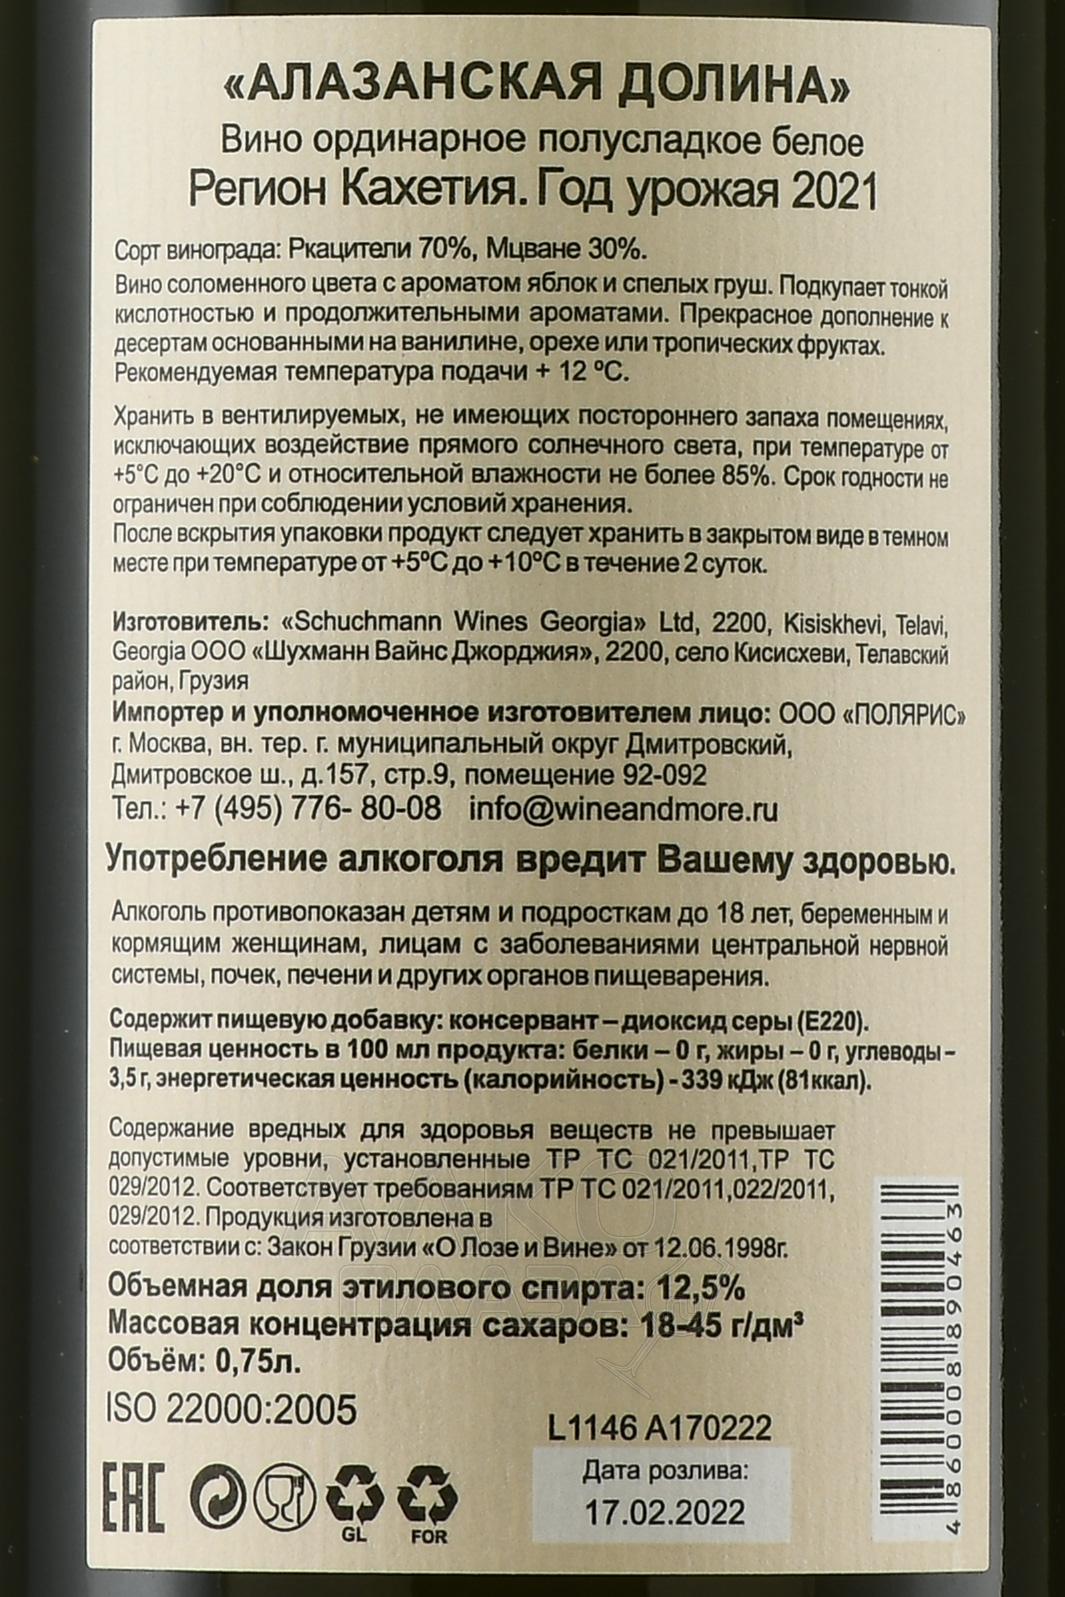 «АЛАЗАНСКАЯ ДОЛИНА»
Вино ординарное полусладкое белое
Регион Кахетия. Год урожая 2021
Сорт винограда: Ркацители 70%, Мцване 30%.
Вино соломенного цвета с ароматом яблок и спелых груш. Подкупает тонкой
кислотностью и продолжительными ароматами. Прекрасное дополнение к
десертам основанными на ванилине, орехе или тропических фруктах.
Рекомендуемая температура подачи + 12 ºС.
Хранить в вентилируемых, не имеющих постороннего запаха помещениях,
исключающих воздействие прямого солнечного света, при температуре от
+5°С до +20°С и относительной влажности не более 85%. Срок годности не
ограничен при соблюдении условий хранения.
После вскрытия упаковки продукт следует хранить в закрытом виде в темном
месте при температуре от +5ºС до +10ºС в течение 2 суток.
Изготовитель: «Schuchmann Wines Georgia» Ltd, 2200, Kisiskhevi, Telavi,
Georgia ООО «Шухманн Вайнс Джорджия», 2200, село Кисисхеви, Телавский
район, Грузия
Импортер и уполномоченное изготовителем лицо: ООО «ПОЛЯРИС»
г. Москва, вн. тер. г. муниципальный округ Дмитровский,
Дмитровское ш., д.157, стр.9, помещение 92-092
Тел.: +7 (495) 776- 80-08 info@wineandmore.ru
Употребление алкоголя вредит Вашему здоровью.
Алкоголь противопоказан детям и подросткам до 18 лет, беременным и
кормящим женщинам, лицам с заболеваниями центральной нервной
системы, почек, печени и других органов пищеварения.
Содержит пищевую добавку: консервант – диоксид серы (Е220).
Пищевая ценность в 100 мл продукта: белки – 0 г, жиры – 0 г, углеводы –
3,5 г, энергетическая ценность (калорийность) - 339 кДж (81ккал).
Содержание вредных для здоровья веществ не превышает
допустимые уровни, установленные ТР ТС 021/2011,ТР ТС
029/2012. Соответствует требованиям ТР ТС 021/2011,022/2011,
029/2012. Продукция изготовлена в
соответствии с: Закон Грузии «О Лозе и Вине» от 12.06.1998г.
Объемная доля этилового спирта: 12,5%
Массовая концентрация сахаров: 18-45 г/дм³
Объём: 0,75л.
ISO 22000:2005
L1146 A170222
Дата розлива:
17.02.2022
EAC
GL
FOR
4 860008 890463